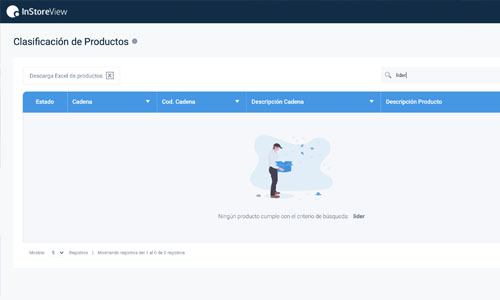 InStoreView
Clasificación de Productos
Descarga Excel de productos
lider
Estado Cadena Cod. Cadena Descripción Cadena Descripción Producto
Ningún producto cumple con el criterio de búsqueda: lider
Mostrar 5 Registros | Mostrando registros del 1 al 0 de 0 registros